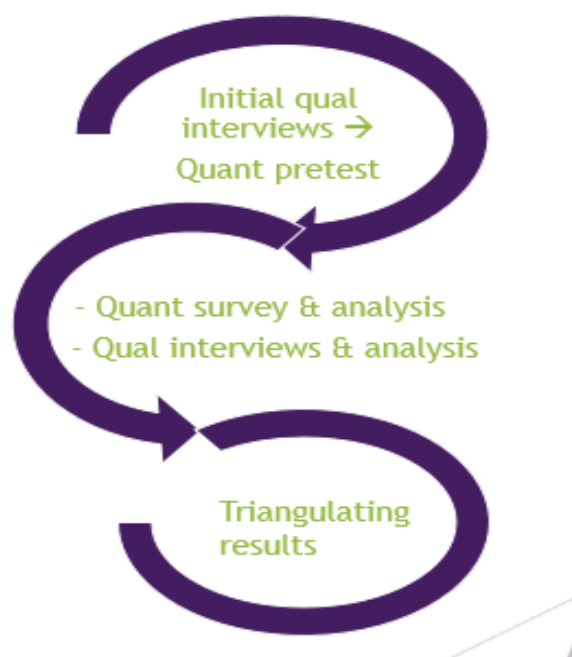 Initial qual
interviews →
Quant pretest
- Quant survey & analysis
- Qual interviews & analysis
Triangulating
results